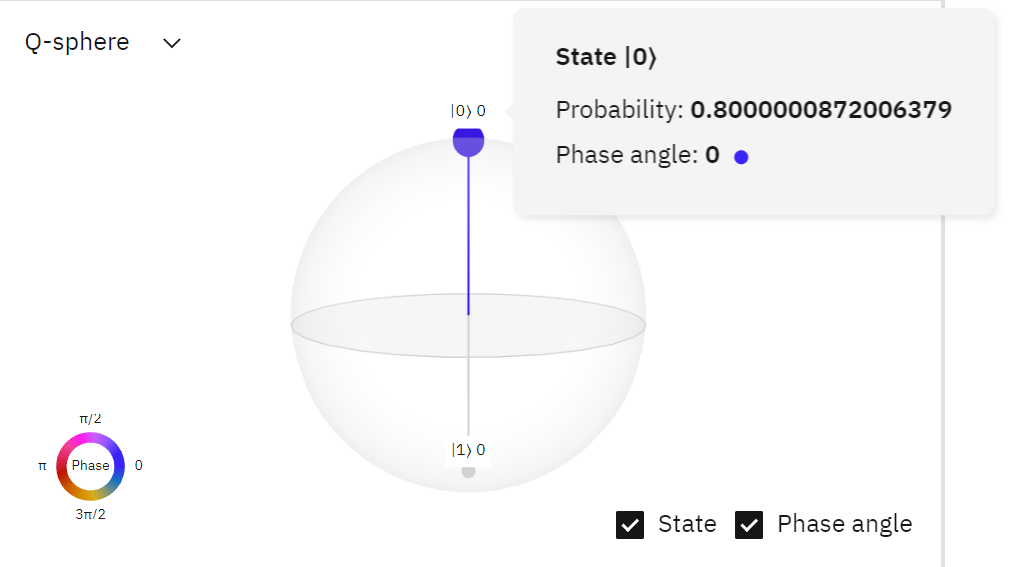 Q-sphere
State |0⟩
Probability: 0.8000000872006379
Phase angle: 0
|0⟩ 0
|1⟩ 0
π/2
π Phase 0
3π/2
State Phase angle